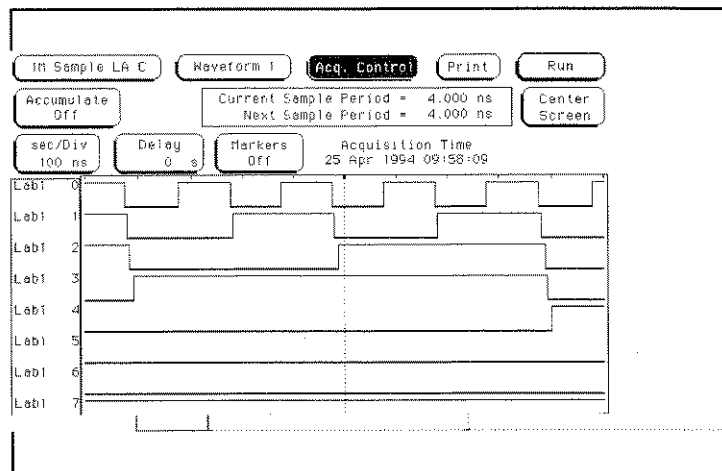 1M Sample LA C Waveform 1 Acq. Control Print Run
Accumulate Off
Current Sample Period = 4.000 ns
Next Sample Period = 4.000 ns
Center Screen
sec/Div 100 ns
Delay 0 s
Markers Off
Acquisition Time
25 Apr 1994 09:58:09
Lab1 0
Lab1 1
Lab1 2
Lab1 3
Lab1 4
Lab1 5
Lab1 6
Lab1 7